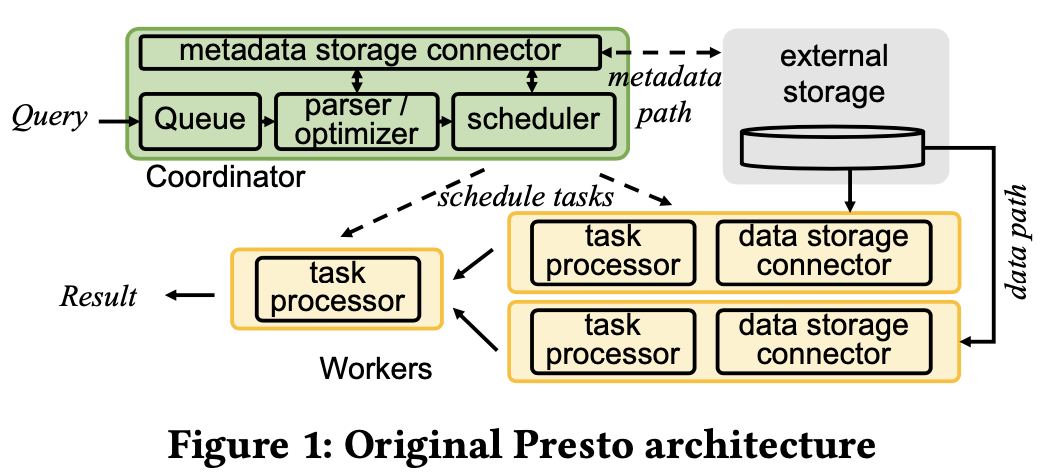 metadata storage connector
Query
Queue
parser /
optimizer
scheduler
metadata
path
external
storage
Coordinator
schedule tasks
data path
task
processor
data storage
connector
task
processor
Result
task
processor
data storage
connector
Workers
Figure 1: Original Presto architecture